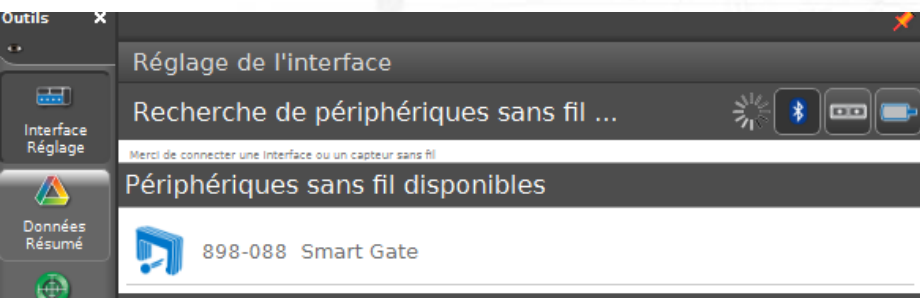 Outils X
Réglage de l'interface
Recherche de périphériques sans fil ...
Interface
Réglage
Merci de connecter une Interface ou un capteur sans fil
Périphériques sans fil disponibles
Données
Résumé
898-088 Smart Gate